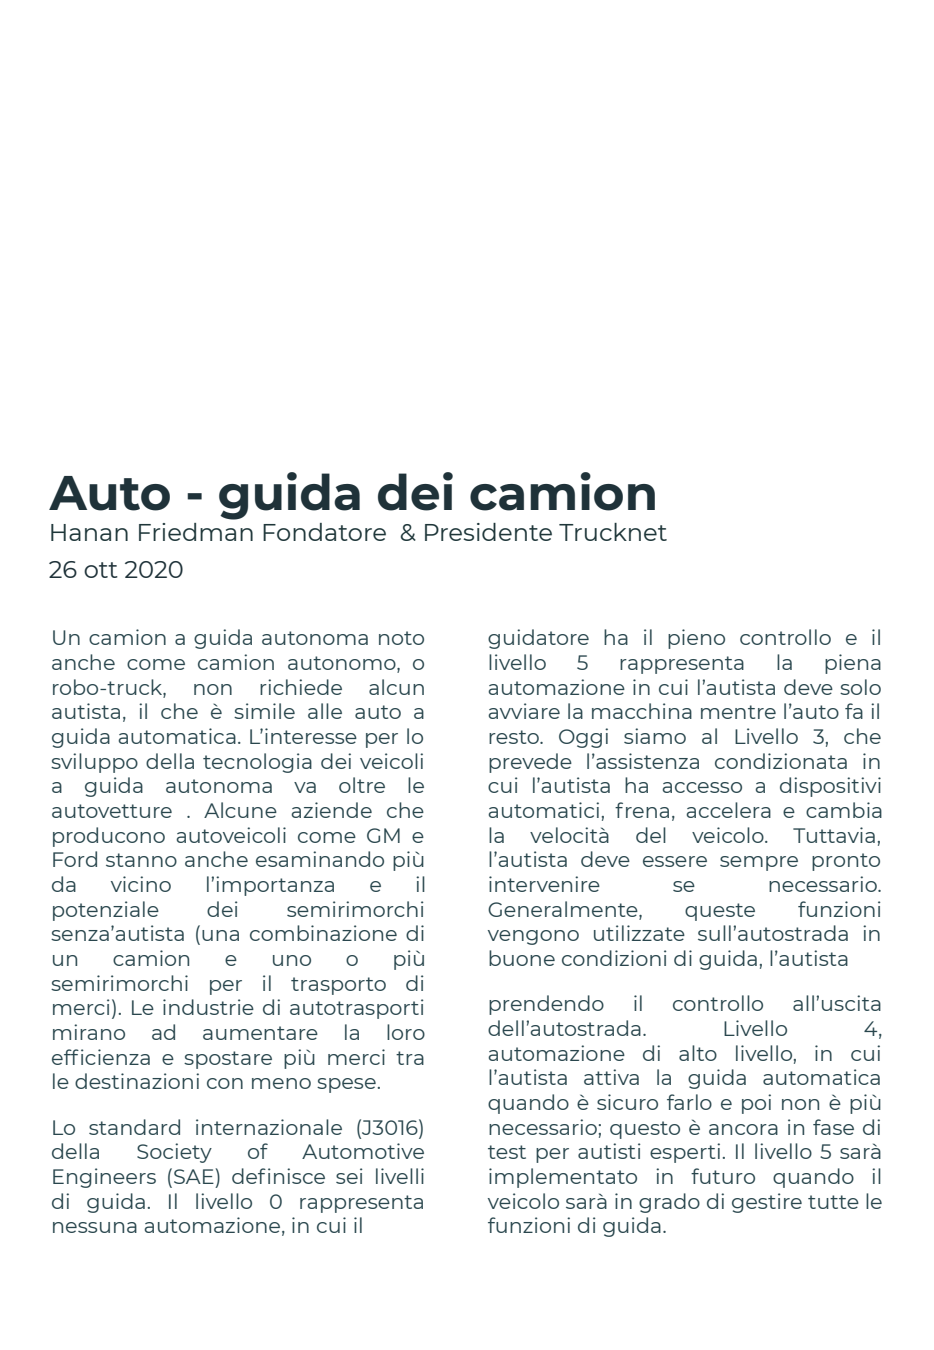 Auto - guida dei camion
Hanan Friedman Fondatore & Presidente Trucknet
26 ott 2020
Un camion a guida autonoma noto
anche come camion autonomo, o
robo-truck, non richiede alcun
autista, il che è simile alle auto a
guida automatica. L’interesse per lo
sviluppo della tecnologia dei veicoli
a guida autonoma va oltre le
autovetture . Alcune aziende che
producono autoveicoli come GM e
Ford stanno anche esaminando più
da vicino l’importanza e il
potenziale dei semirimorchi
senza’autista (una combinazione di
un camion e uno o più
semirimorchi per il trasporto di
merci). Le industrie di autotrasporti
mirano ad aumentare la loro
efficienza e spostare più merci tra
le destinazioni con meno spese.
Lo standard internazionale (J3016)
della Society of Automotive
Engineers (SAE) definisce sei livelli
di guida. Il livello 0 rappresenta
nessuna automazione, in cui il
guidatore ha il pieno controllo e il
livello 5 rappresenta la piena
automazione in cui l’autista deve solo
avviare la macchina mentre l’auto fa il
resto. Oggi siamo al Livello 3, che
prevede l’assistenza condizionata in
cui l’autista ha accesso a dispositivi
automatici, frena, accelera e cambia
la velocità del veicolo. Tuttavia,
l’autista deve essere sempre pronto
intervenire se necessario.
Generalmente, queste funzioni
vengono utilizzate sull’autostrada in
buone condizioni di guida, l’autista
prendendo il controllo all’uscita
dell’autostrada. Livello 4,
automazione di alto livello, in cui
l’autista attiva la guida automatica
quando è sicuro farlo e poi non è più
necessario; questo è ancora in fase di
test per autisti esperti. Il livello 5 sarà
implementato in futuro quando il
veicolo sarà in grado di gestire tutte le
funzioni di guida.